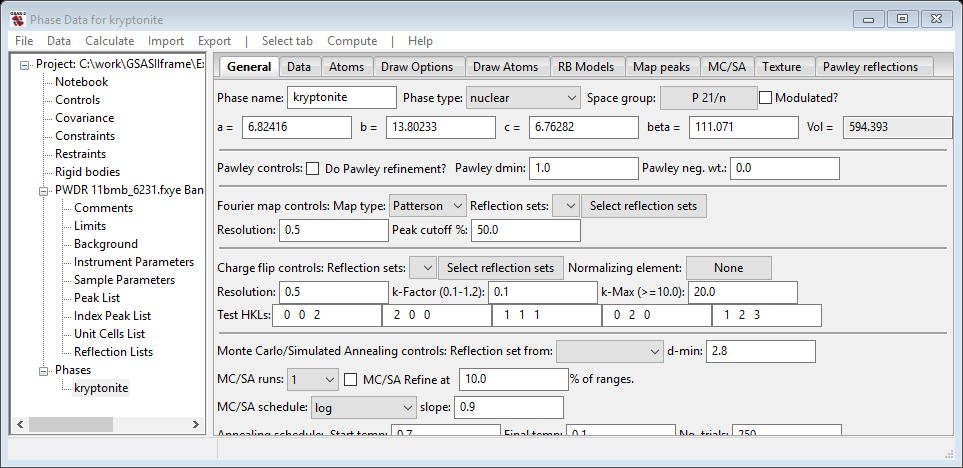 Phase Data for kryptonite
File Data Calculate Import Export | Select tab Compute | Help
Project: C:\work\GSASIIframe\Ex
Notebook
Controls
Covariance
Constraints
Restraints
Rigid bodies
PWDR 11bmb_6231.fxye Ban
Comments
Limits
Background
Instrument Parameters
Sample Parameters
Peak List
Index Peak List
Unit Cells List
Reflection Lists
Phases
kryptonite
General Data Atoms Draw Options Draw Atoms RB Models Map peaks MC/SA Texture Pawley reflections
Phase name: kryptonite Phase type: nuclear Space group: P 21/n Modulated?
a = 6.82416 b = 13.80233 c = 6.76282 beta = 111.071 Vol = 594.393
Pawley controls: Do Pawley refinement? Pawley dmin: 1.0 Pawley neg. wt.: 0.0
Fourier map controls: Map type: Patterson Reflection sets: Select reflection sets
Resolution: 0.5 Peak cutoff %: 50.0
Charge flip controls: Reflection sets: Select reflection sets Normalizing element: None
Resolution: 0.5 k-Factor (0.1-1.2): 0.1 k-Max (>=10.0): 20.0
Test HKLs: 0 0 2 2 0 0 1 1 1 0 2 0 1 2 3
Monte Carlo/Simulated Annealing controls: Reflection set from: d-min: 2.8
MC/SA runs: 1 MC/SA Refine at 10.0 % of ranges.
MC/SA schedule: log slope: 0.9
Annealing schedule: Start temp: 0.7 Final temp: 0.1 No. trials: 250